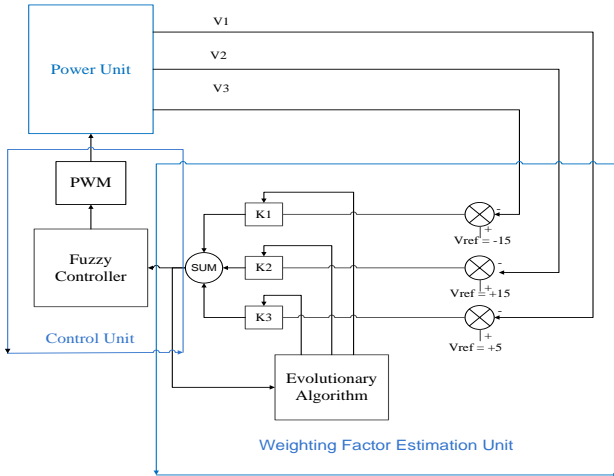 V1
Power Unit
V2
V3
PWM
K1
-
+
Vref = -15
Fuzzy
Controller
SUM
K2
-
+
Vref = +15
K3
-
+
Vref = +5
Control Unit
Evolutionary
Algorithm
Weighting Factor Estimation Unit